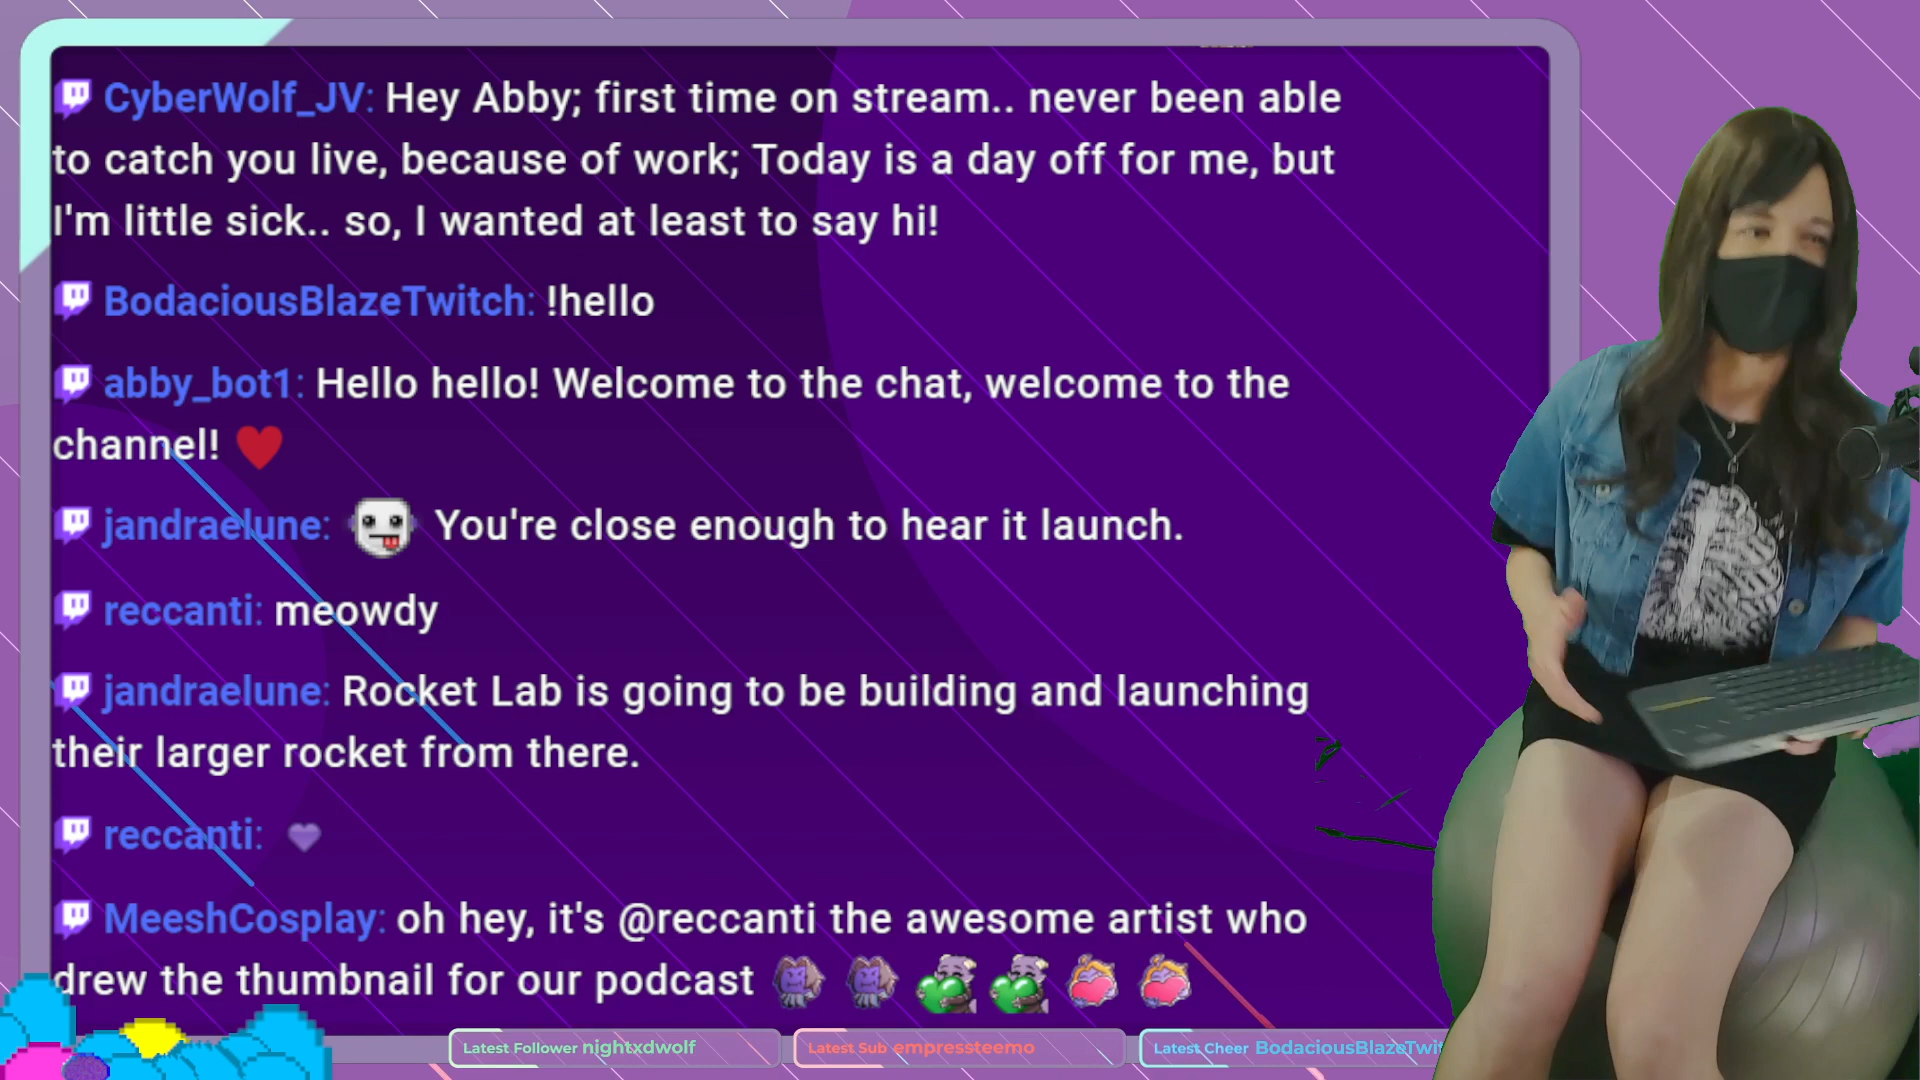 CyberWolf_JV: Hey Abby; first time on stream.. never been able
to catch you live, because of work; Today is a day off for me, but
I'm little sick.. so, I wanted at least to say hi!
BodaciousBlazeTwitch: !hello
abby_bot1: Hello hello! Welcome to the chat, welcome to the
channel!
jandraelune: You're close enough to hear it launch.
reccanti: meowdy
jandraelune: Rocket Lab is going to be building and launching
their larger rocket from there.
reccanti:
MeeshCosplay: oh hey, it's @reccanti the awesome artist who
drew the thumbnail for our podcast
Latest Follower nightxdwolf
Latest Sub empressteemo
Latest Cheer BodaciousBlazeTwit